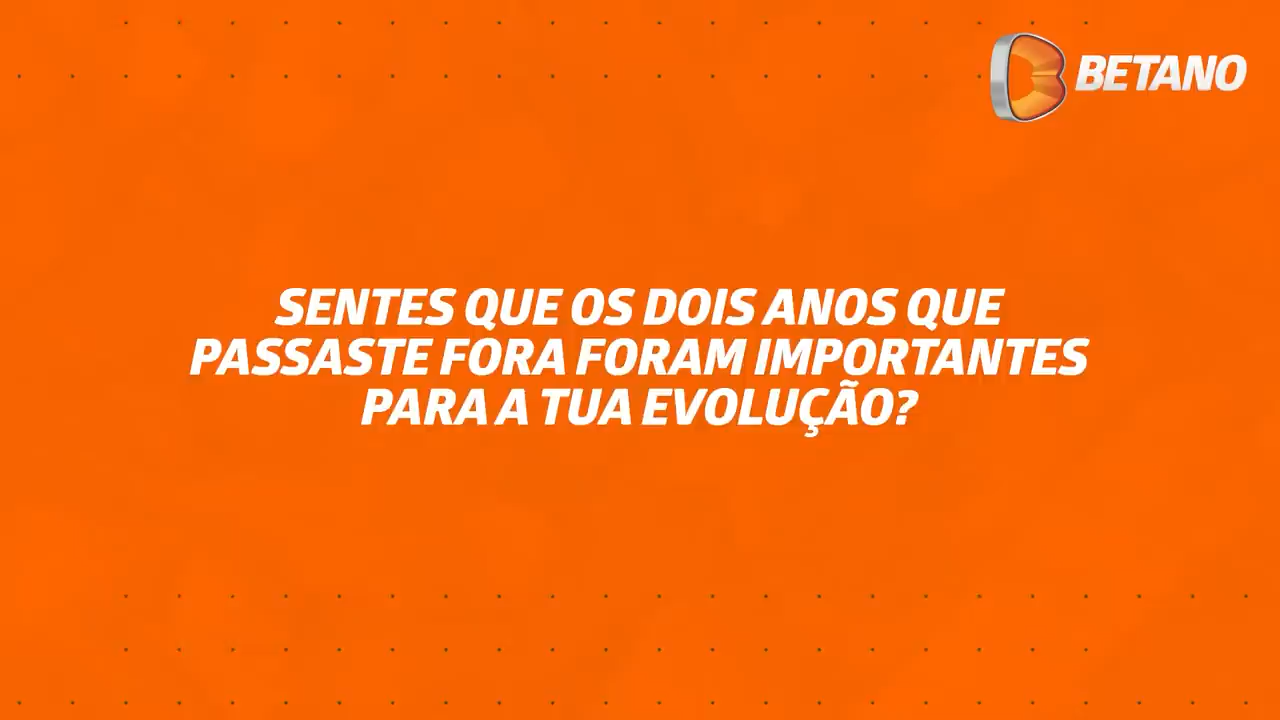 BETANO
SENTES QUE OS DOIS ANOS QUE
PASSASTE FORA FORAM IMPORTANTES
PARA A TUA EVOLUÇÃO?